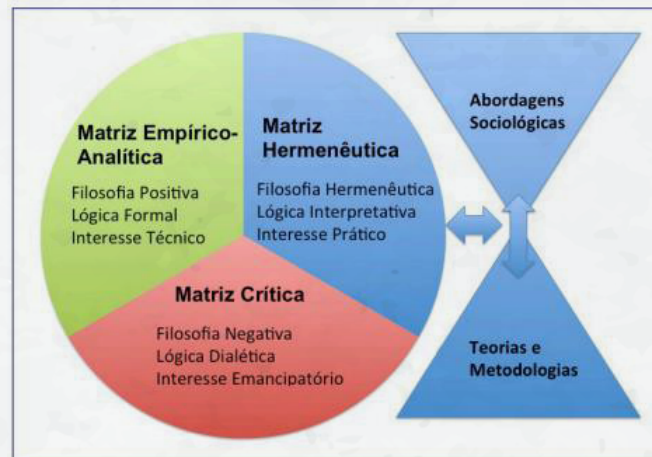 Matriz Empírico-
Analítica
Filosofia Positiva
Lógica Formal
Interesse Técnico
Matriz
Hermenêutica
Filosofia Hermenêutica
Lógica Interpretativa
Interesse Prático
Matriz Crítica
Filosofia Negativa
Lógica Dialética
Interesse Emancipatório
Abordagens
Sociológicas
Teorias e
Metodologias